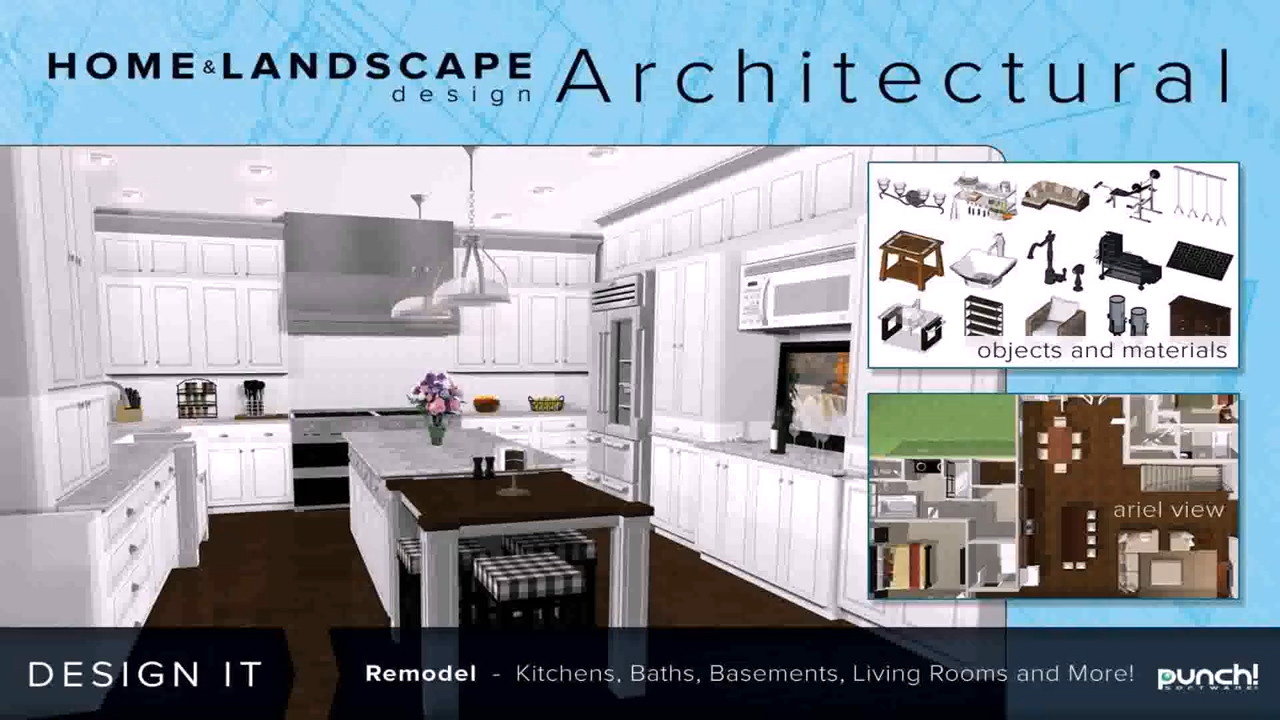 HOME & LANDSCAPE
design
Architectural
objects and materials
ariel view
DESIGN IT
Remodel - Kitchens, Baths, Basements, Living Rooms and More!
punch!
SOFTWARE